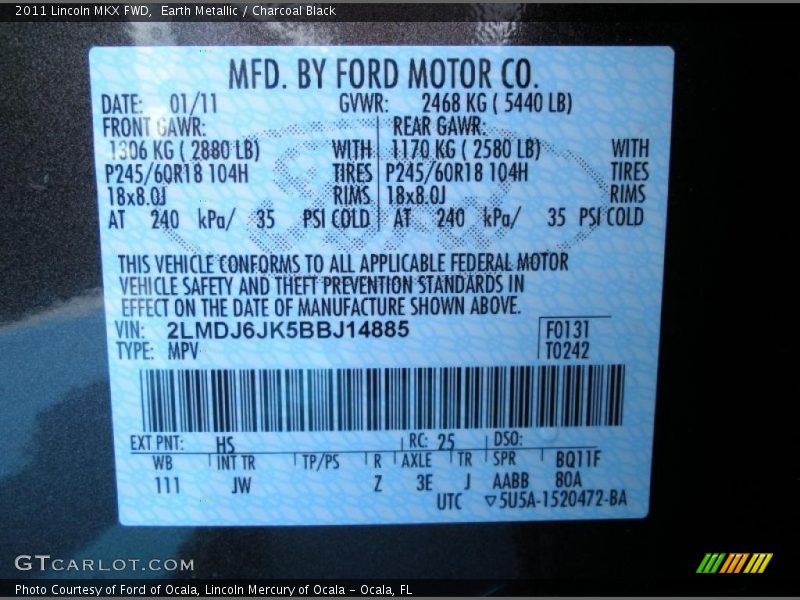 2011 Lincoln MKX FWD, Earth Metallic / Charcoal Black
MFD. BY FORD MOTOR CO.
DATE: 01/11 GVWR: 2468 KG ( 5440 LB)
FRONT GAWR: REAR GAWR:
1306 KG ( 2880 LB) WITH 1170 KG ( 2580 LB) WITH
P245/60R18 104H TIRES P245/60R18 104H TIRES
18x8.0J RIMS 18x8.0J RIMS
AT 240 kPa/ 35 PSI COLD AT 240 kPa/ 35 PSI COLD
THIS VEHICLE CONFORMS TO ALL APPLICABLE FEDERAL MOTOR
VEHICLE SAFETY AND THEFT PREVENTION STANDARDS IN
EFFECT ON THE DATE OF MANUFACTURE SHOWN ABOVE.
VIN: 2LMDJ6JK5BBJ14885 F0131
TYPE: MPV T0242
EXT PNT: HS RC: 25 DSO:
WB INT TR TP/PS R AXLE TR SPR BQ11F
111 JW Z 3E J AABB 80A
UTC ▽5U5A-1520472-BA
GTCARLOT.COM
Photo Courtesy of Ford of Ocala, Lincoln Mercury of Ocala - Ocala, FL